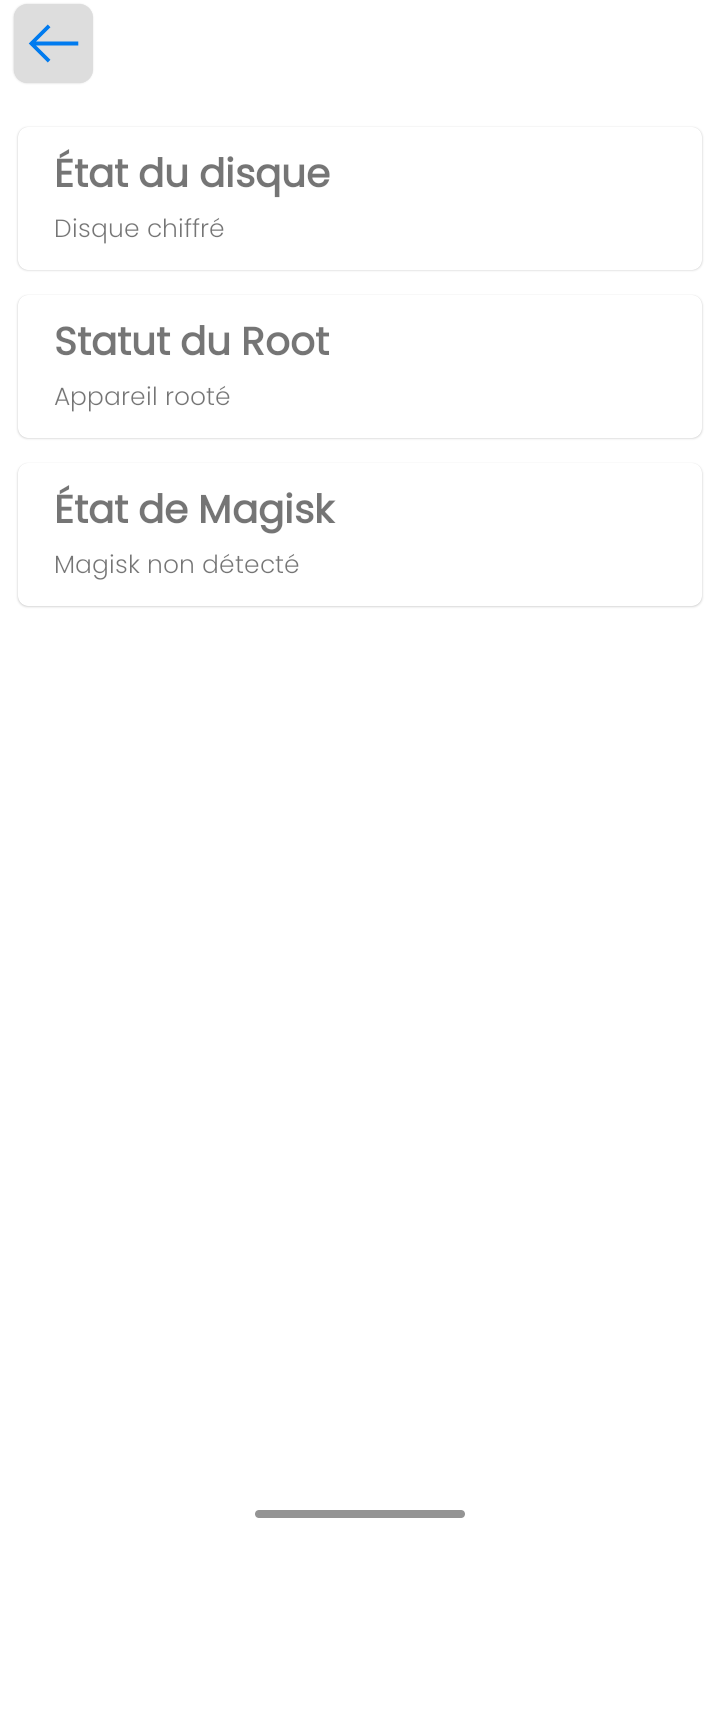 État du disque
Disque chiffré
Statut du Root
Appareil rooté
État de Magisk
Magisk non détecté